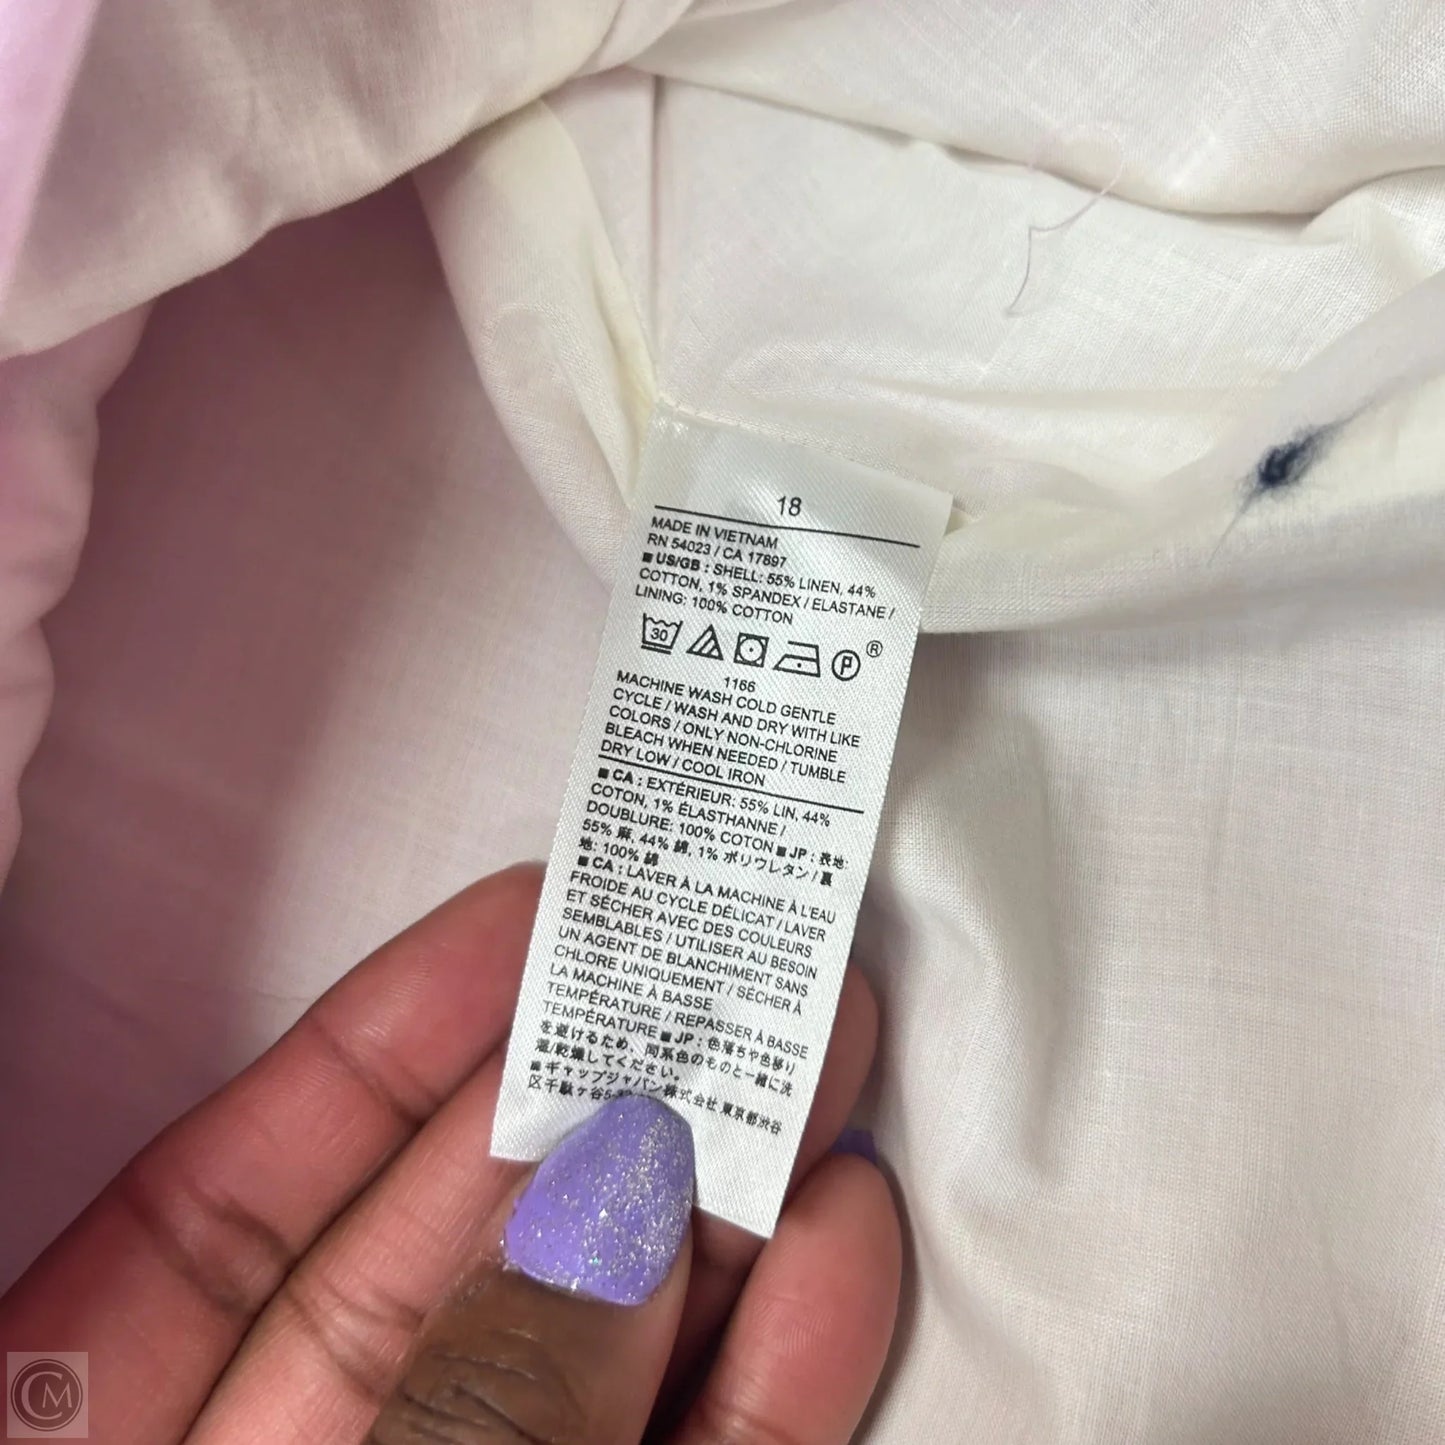 18
MADE IN VIETNAM
RN 54023 / CA 17897
■ US/GB : SHELL: 55% LINEN, 44%
COTTON, 1% SPANDEX / ELASTANE /
LINING: 100% COTTON
30
P
®
1166
MACHINE WASH COLD GENTLE
CYCLE / WASH AND DRY WITH LIKE
COLORS / ONLY NON-CHLORINE
BLEACH WHEN NEEDED / TUMBLE
DRY LOW / COOL IRON
■ CA : EXTÉRIEUR: 55% LIN, 44%
COTON, 1% ÉLASTHANNE /
DOUBLURE: 100% COTON ■ JP : 表地:
55% 麻, 44% 綿, 1% ポリウレタン / 裏
地: 100% 綿
■ CA : LAVER À LA MACHINE À L'EAU
FROIDE AU CYCLE DÉLICAT / LAVER
ET SÉCHER AVEC DES COULEURS
SEMBLABLES / UTILISER AU BESOIN
UN AGENT DE BLANCHIMENT SANS
CHLORE UNIQUEMENT / SÉCHER À
LA MACHINE À BASSE
TEMPÉRATURE / REPASSER À BASSE
TEMPÉRATURE ■ JP : 色落ちや色移り
を避けるため、同系色のものと一緒に洗
濯/乾燥してください。
■ ギャップジャパン株式会社 東京都渋谷
区千駄ヶ谷
CM